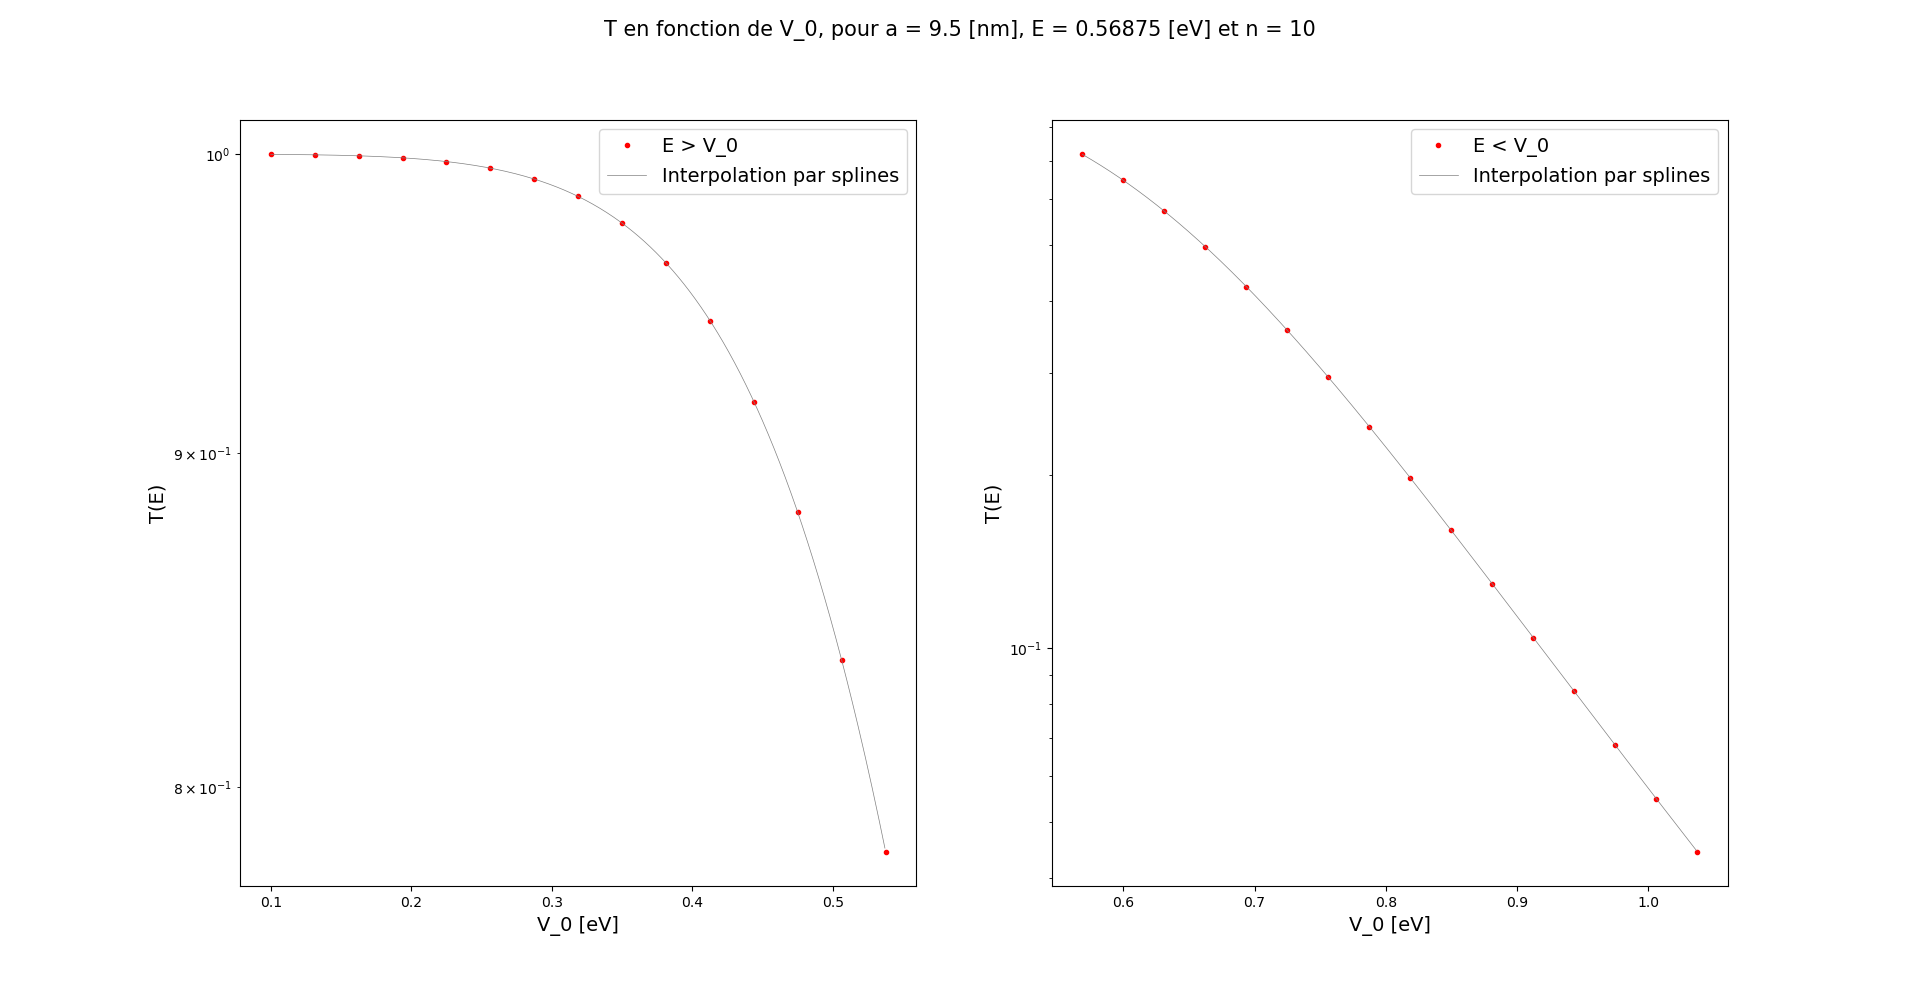 T en fonction de V_0, pour a = 9.5 [nm], E = 0.56875 [eV] et n = 10
E > V_0
Interpolation par splines
10⁰
9 × 10⁻¹
8 × 10⁻¹
T(E)
0.1 0.2 0.3 0.4 0.5
V_0 [eV]
E < V_0
Interpolation par splines
10⁻¹
T(E)
0.6 0.7 0.8 0.9 1.0
V_0 [eV]